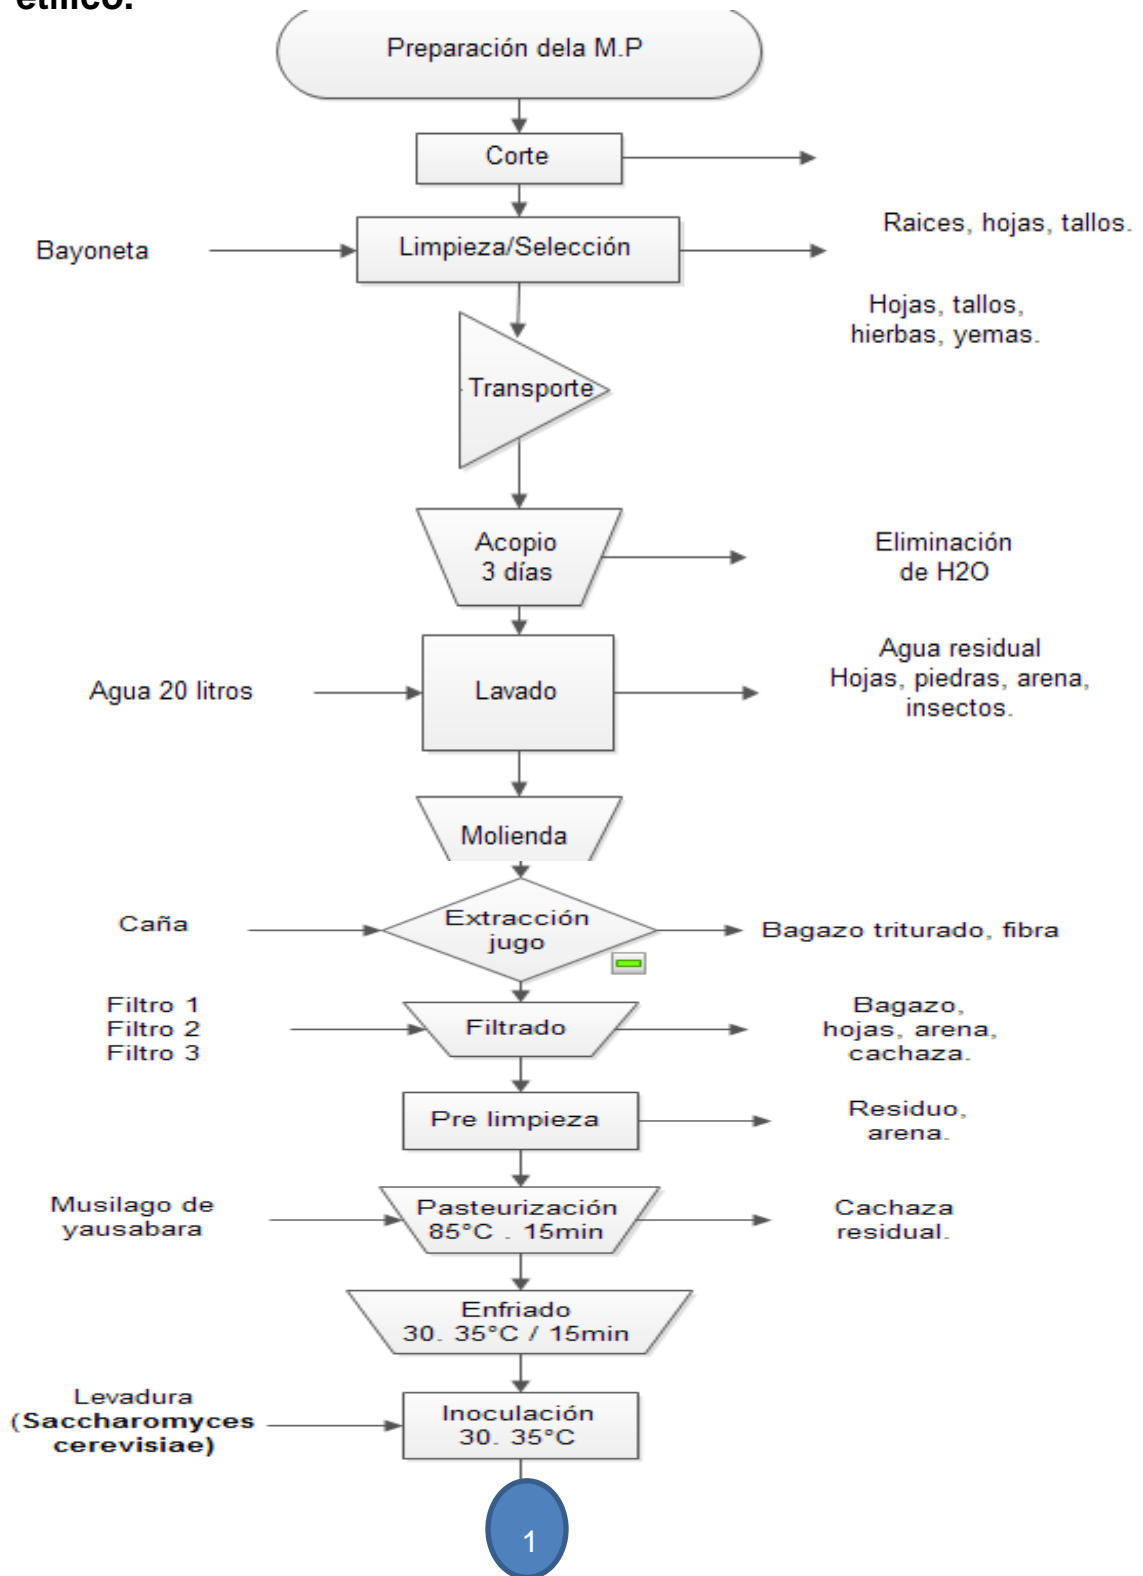 etílico.
Preparación dela M.P
Corte
Raices, hojas, tallos.
Bayoneta
Limpieza/Selección
Hojas, tallos,
hierbas, yemas.
Transporte
Acopio
3 días
Eliminación
de H2O
Agua 20 litros
Lavado
Agua residual
Hojas, piedras, arena,
insectos.
Molienda
Caña
Extracción
jugo
Bagazo triturado, fibra
Filtro 1
Filtro 2
Filtro 3
Filtrado
Bagazo,
hojas, arena,
cachaza.
Pre limpieza
Residuo,
arena.
Musilago de
yausabara
Pasteurización
85°C . 15min
Cachaza
residual.
Enfriado
30. 35°C / 15min
Levadura
(Saccharomyces
cerevisiae)
Inoculación
30. 35°C
1